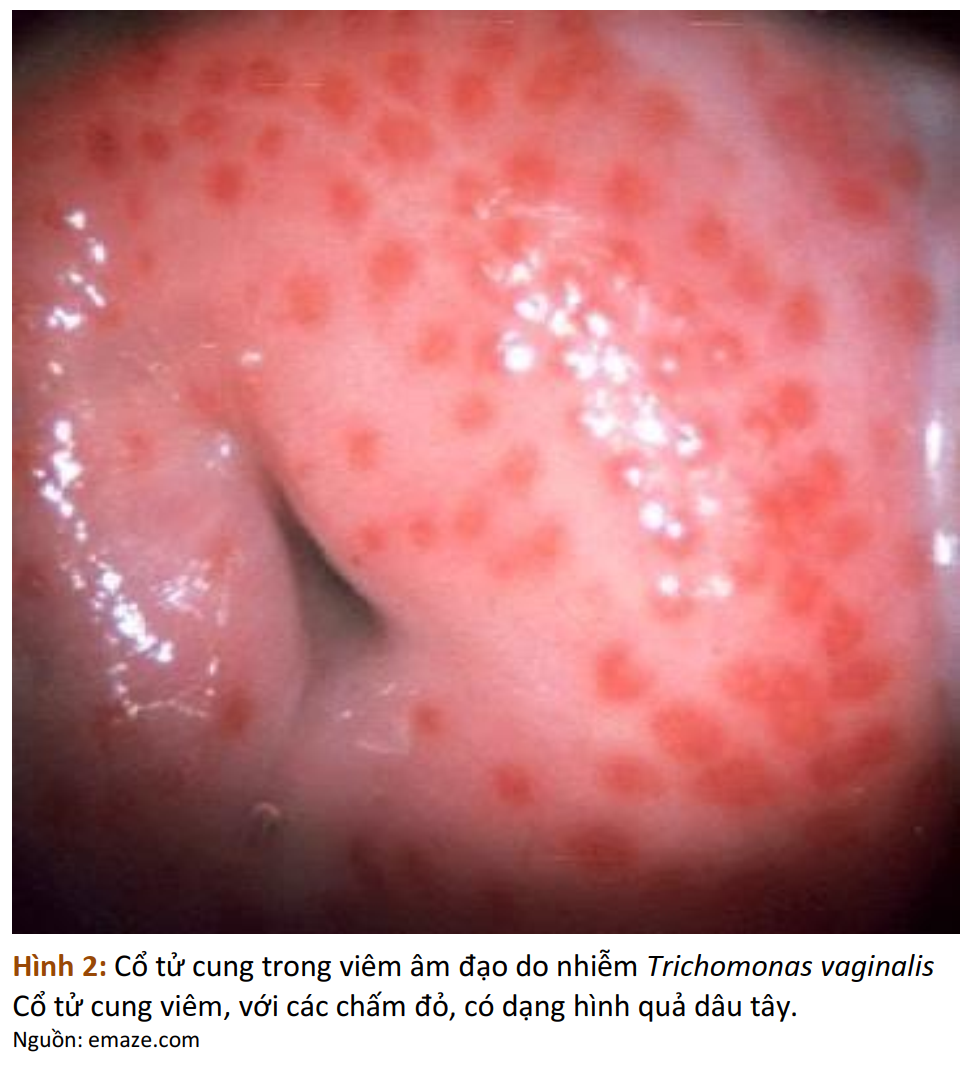 Hình 2: Cổ tử cung trong viêm âm đạo do nhiễm Trichomonas vaginalis
Cổ tử cung viêm, với các chấm đỏ, có dạng hình quả dâu tây.
Nguồn: emaze.com